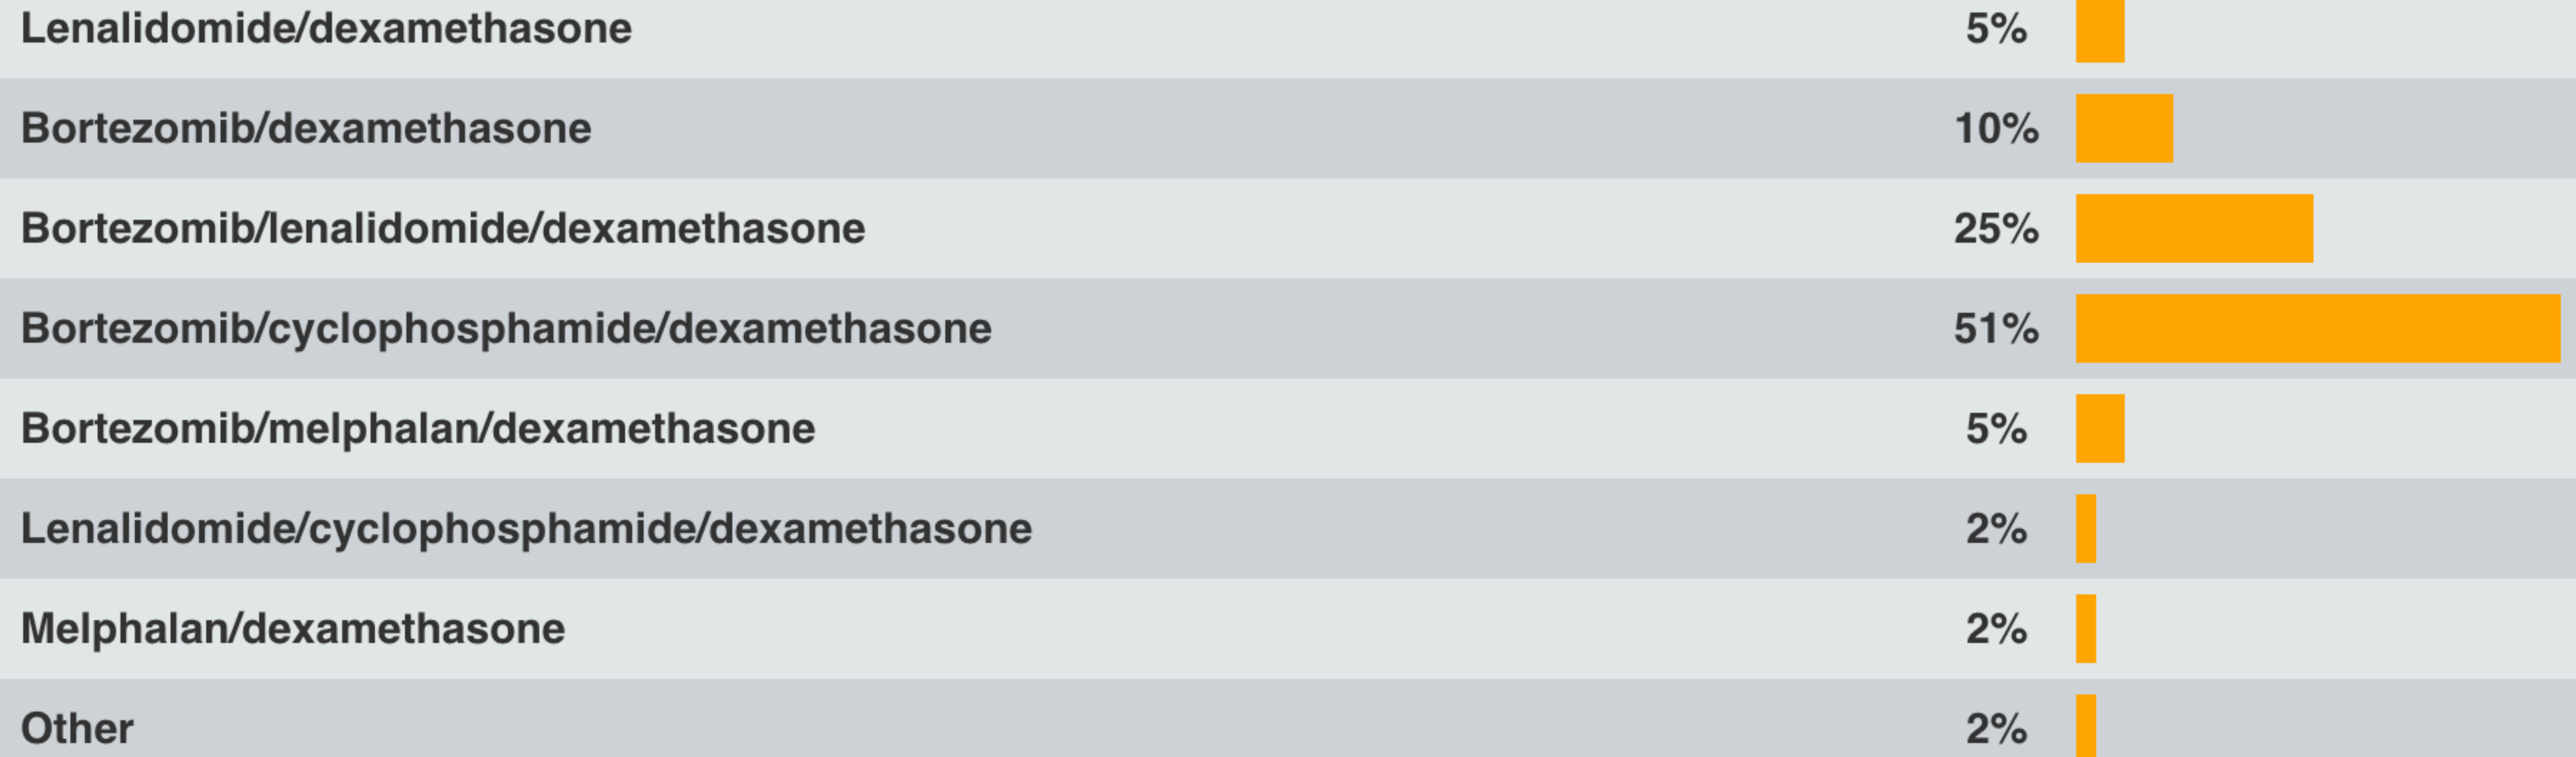 Lenalidomide/dexamethasone 5%
Bortezomib/dexamethasone 10%
Bortezomib/lenalidomide/dexamethasone 25%
Bortezomib/cyclophosphamide/dexamethasone 51%
Bortezomib/melphalan/dexamethasone 5%
Lenalidomide/cyclophosphamide/dexamethasone 2%
Melphalan/dexamethasone 2%
Other 2%